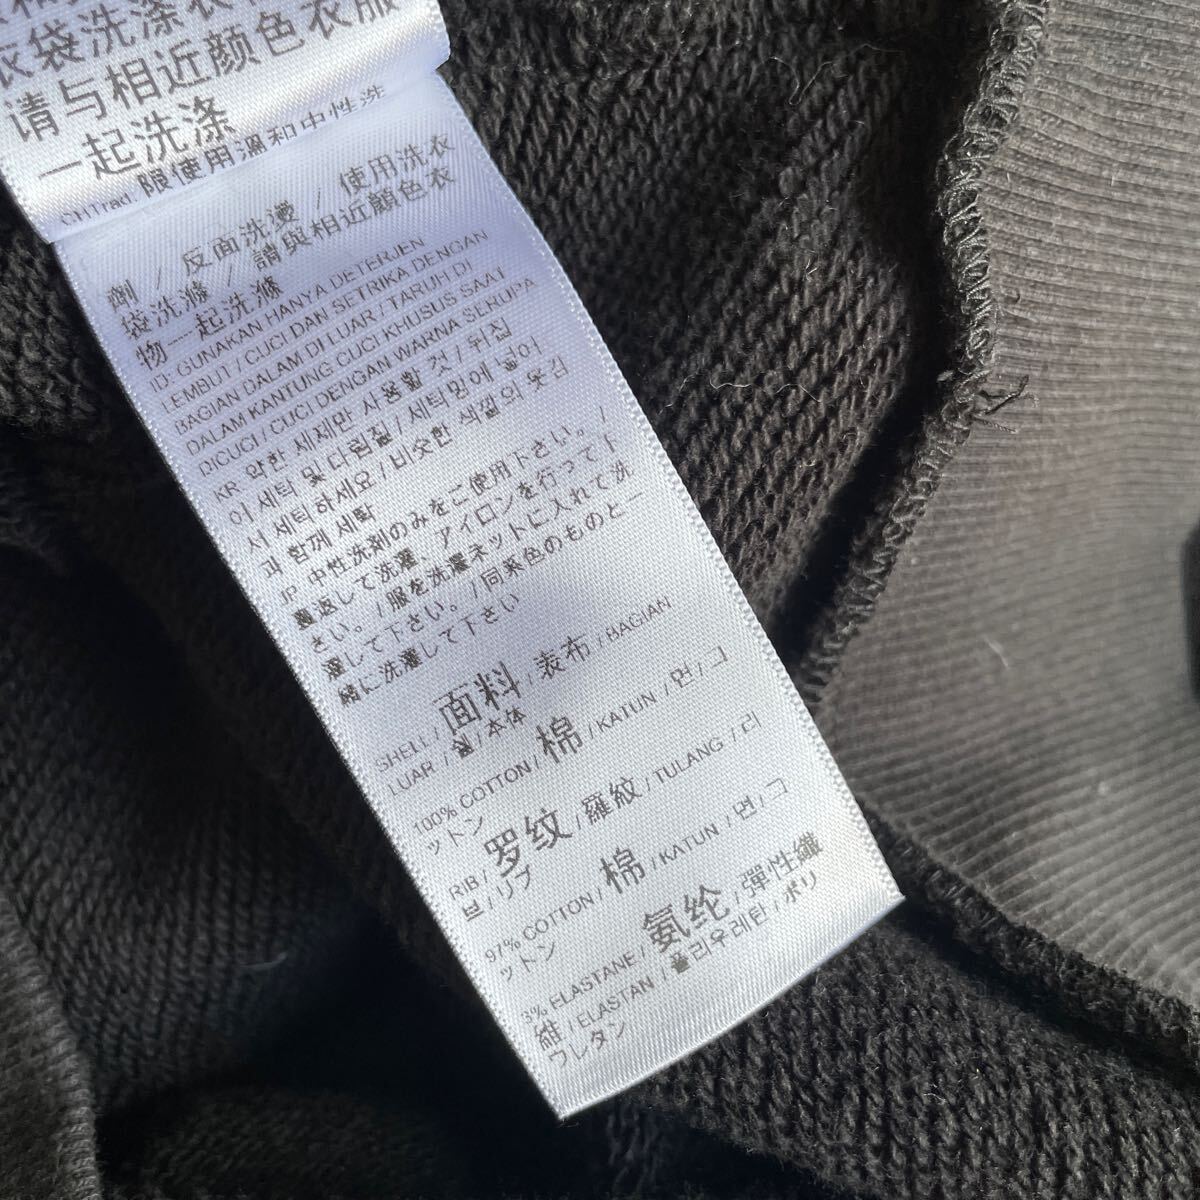 衣袋洗涤衣
请与相近颜色衣服
一起洗涤
CHTrad: 限使用溫和中性洗
劑 / 反面洗燙 / 使用洗衣
袋洗滌 / 請與相近顏色衣
物一起洗滌
ID: GUNAKAN HANYA DETERJEN
LEMBUT / CUCI DAN SETRIKA DENGAN
BAGIAN DALAM DI LUAR / TARUH DI
DALAM KANTUNG CUCI KHUSUS SAAT
DICUCI / CUCI DENGAN WARNA SERUPA
KR 약한 세제만 사용할 것 / 뒤집
어 세탁 및 다림질 / 세탁망에 넣어
서 세탁하세요 / 비슷한 색깔의 옷감
과 함께 세탁
JP 中性洗剤のみをご使用下さい。 /
裏返して洗濯、アイロンを行って下
さい。 / 服を洗濯ネットに入れて洗
濯して下さい。 / 同系色のものと一
緒に洗濯して下さい
SHELL / 面料 / 表布 / BAGIAN
LUAR / 겉 / 本体
100% COTTON / 棉 / KATUN / 면 / コ
ットン
RIB / 罗纹 / 羅紋 / TULANG / 리
브 / リブ
97% COTTON / 棉 / KATUN / 면 / コ
ットン
3% ELASTANE / 氨纶 / 彈性纖
維 / ELASTAN / 폴리우레탄 / ポリ
ウレタン